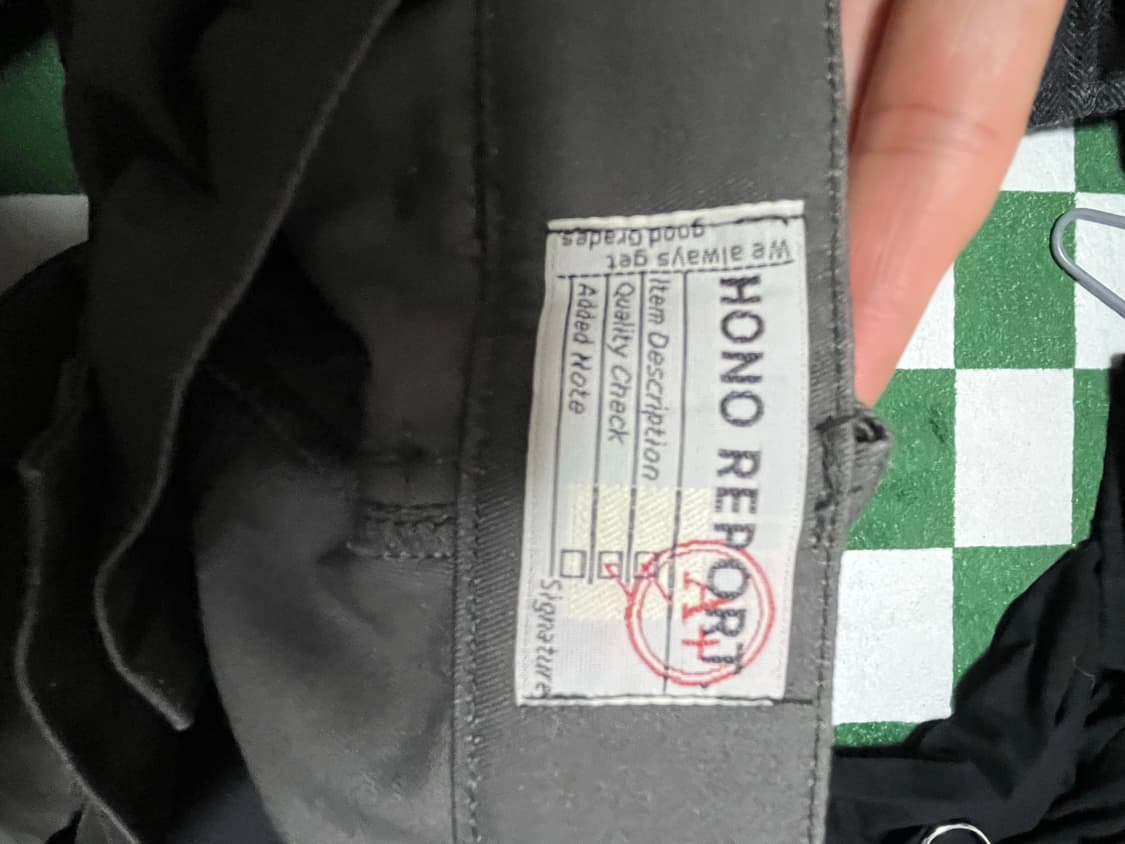 HONO REPORT
A+
Item Description
Quality Check
Added Note
Signature
We always get
good Grades